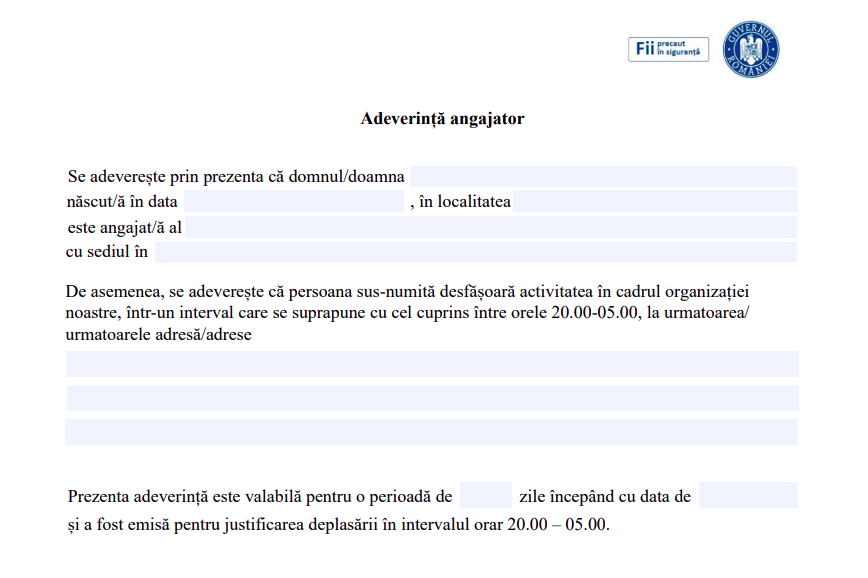 Fii precaut
în siguranță
GUVERNUL ROMÂNIEI
Adeverință angajator
Se adeverește prin prezenta că domnul/doamna
născut/ă în data , în localitatea
este angajat/ă al
cu sediul în
De asemenea, se adeverește că persoana sus-numită desfășoară activitatea în cadrul organizației
noastre, într-un interval care se suprapune cu cel cuprins între orele 20.00-05.00, la urmatoarea/
urmatoarele adresă/adrese
Prezenta adeverință este valabilă pentru o perioadă de zile începând cu data de
și a fost emisă pentru justificarea deplasării în intervalul orar 20.00 – 05.00.